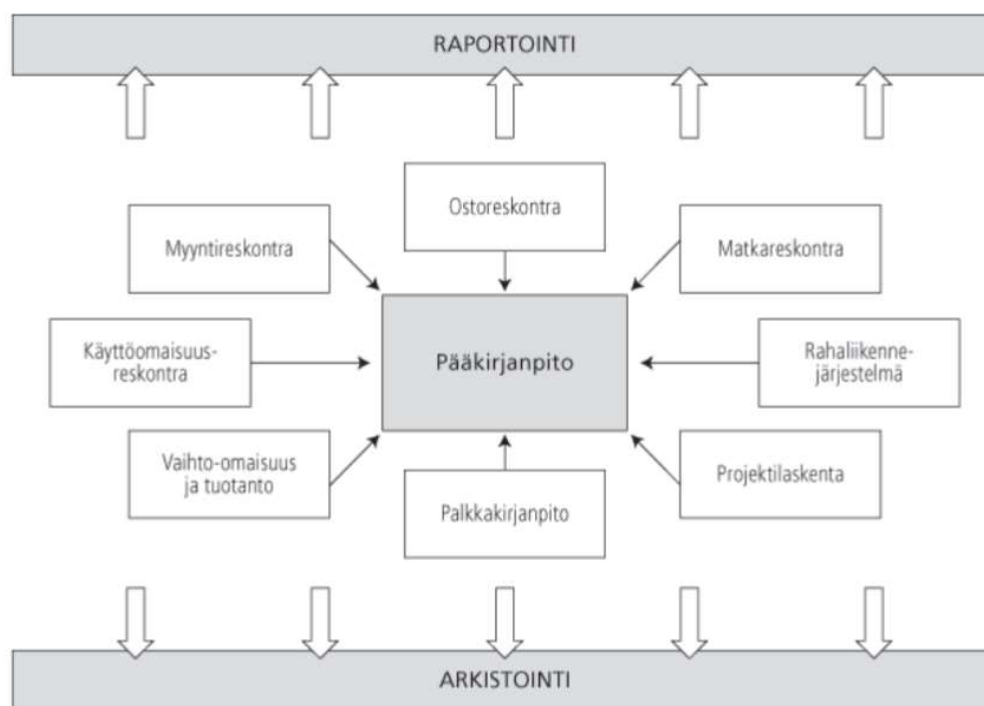 RAPORTOINTI
Ostoreskontra
Myyntireskontra
Matkareskontra
Käyttöomaisuus-
reskontra
Pääkirjanpito
Rahaliikenne-
järjestelmä
Vaihto-omaisuus
ja tuotanto
Palkkakirjanpito
Projektilaskenta
ARKISTOINTI